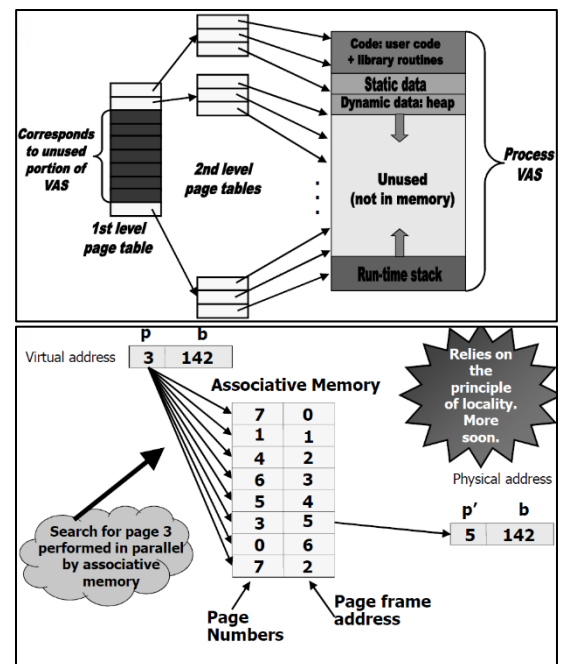 Code: user code
+ library routines
Static data
Dynamic data: heap
Corresponds
to unused
portion of
VAS
2nd level
page tables
Unused
(not in memory)
Process
VAS
1st level
page table
Run-time stack
p b
Virtual address 3 142
Relies on
the
principle
of locality.
More
soon.
Associative Memory
7 0
1 1
4 2
6 3
5 4
3 5
0 6
7 2
Physical address
p' b
5 142
Search for page 3
performed in parallel
by associative
memory
Page
Numbers
Page frame
address